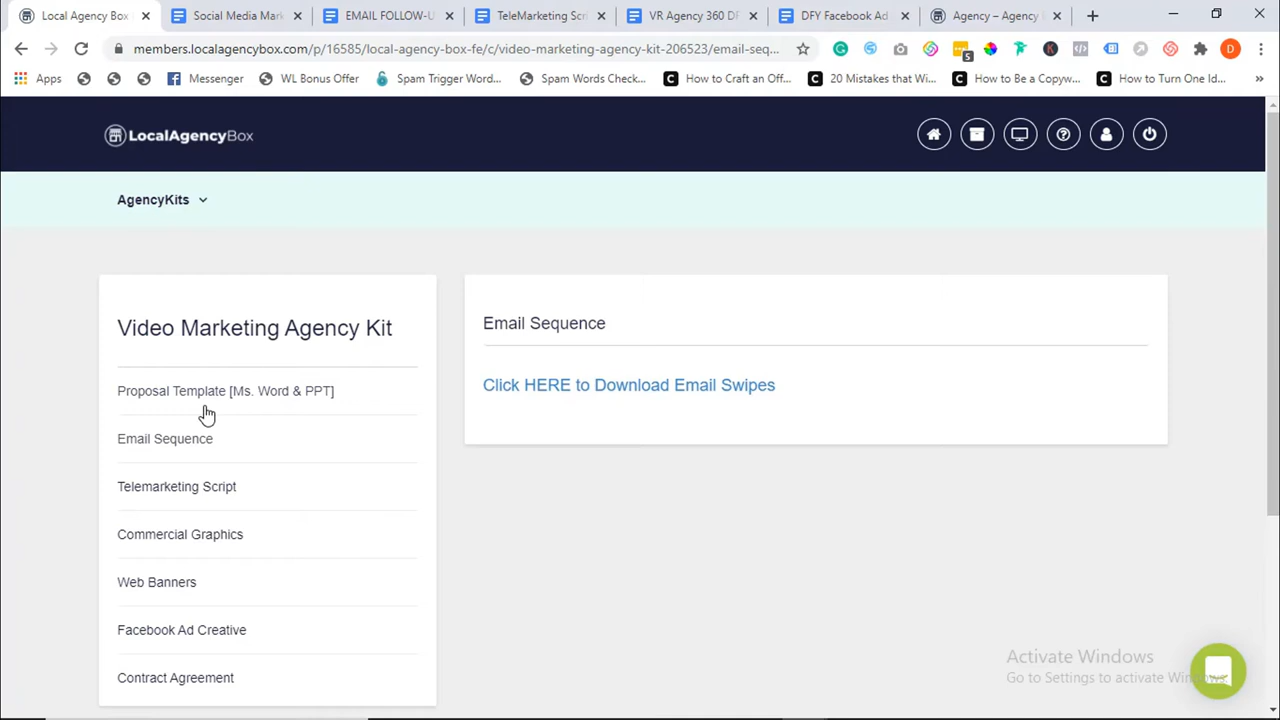 Local Agency Box
Social Media Mark
EMAIL FOLLOW-U
TeleMarketing Scri
VR Agency 360 DF
DFY Facebook Ad
Agency – Agency
members.localagencybox.com/p/16585/local-agency-box-fe/c/video-marketing-agency-kit-206523/email-seq...
5
D
Apps
Messenger
WL Bonus Offer
Spam Trigger Word...
Spam Words Check...
How to Craft an Off...
20 Mistakes that Wi...
How to Be a Copyw...
How to Turn One Id...
»
LocalAgencyBox
AgencyKits
Video Marketing Agency Kit
Proposal Template [Ms. Word & PPT]
Email Sequence
Telemarketing Script
Commercial Graphics
Web Banners
Facebook Ad Creative
Contract Agreement
Email Sequence
Click HERE to Download Email Swipes
Activate Windows
Go to Settings to activate Windows.